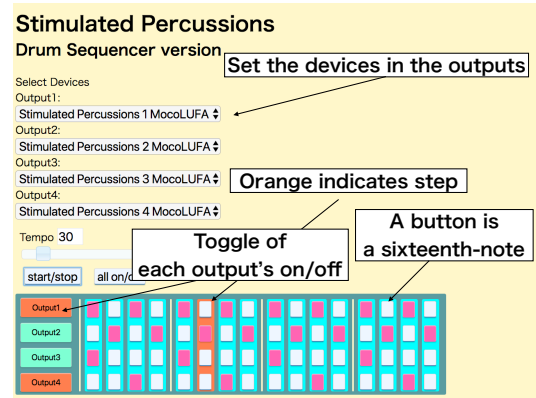 Stimulated Percussions
Drum Sequencer version
Set the devices in the outputs
Select Devices
Output1:
Stimulated Percussions 1 MocoLUFA
Output2:
Stimulated Percussions 2 MocoLUFA
Output3:
Stimulated Percussions 3 MocoLUFA
Orange indicates step
Output4:
Stimulated Percussions 4 MocoLUFA
A button is
a sixteenth-note
Tempo 30
Toggle of
each output's on/off
start/stop
all on/o
Output1
Output2
Output3
Output4